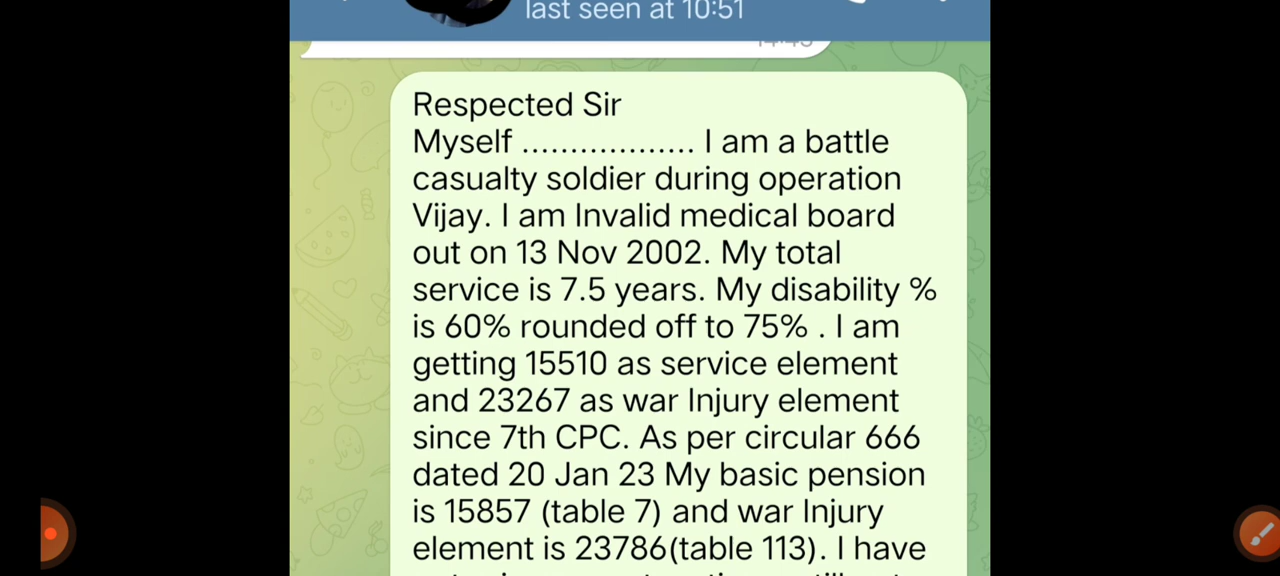 last seen at 10:51
Respected Sir
Myself .................. I am a battle
casualty soldier during operation
Vijay. I am Invalid medical board
out on 13 Nov 2002. My total
service is 7.5 years. My disability %
is 60% rounded off to 75% . I am
getting 15510 as service element
and 23267 as war Injury element
since 7th CPC. As per circular 666
dated 20 Jan 23 My basic pension
is 15857 (table 7) and war Injury
element is 23786(table 113). I have